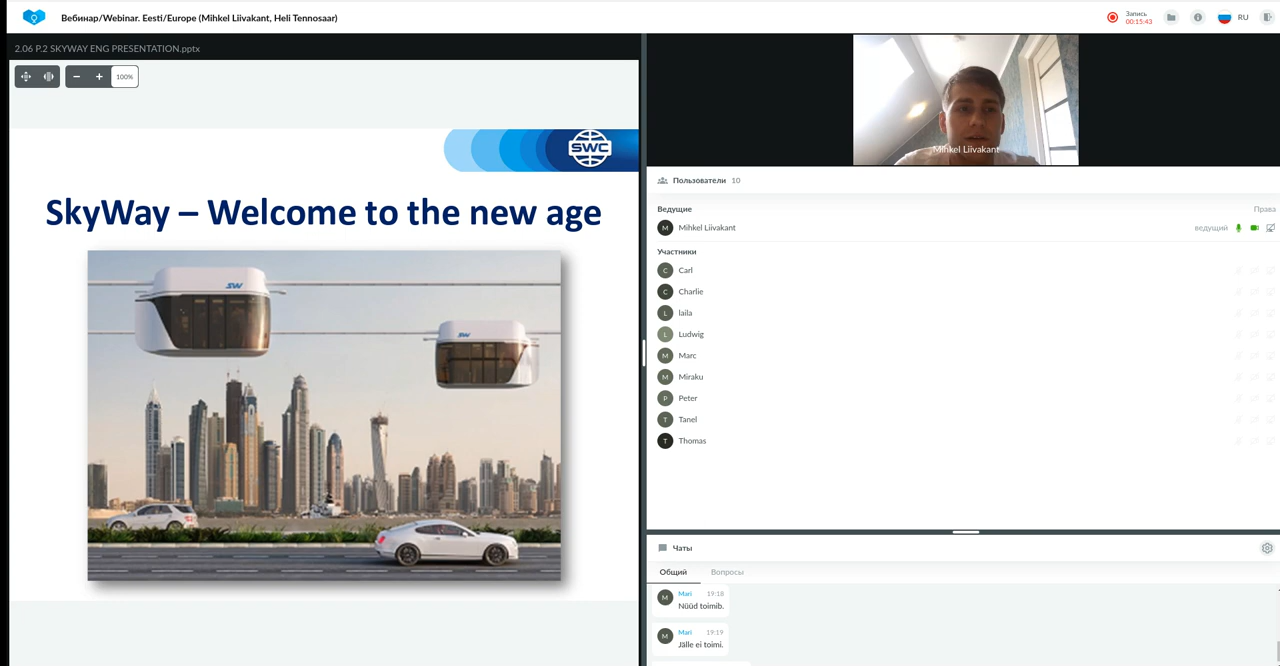 Вебинар/Webinar. Eesti/Europe (Mihkel Liivakant, Heli Tennosaar)
Запись
00:15:43
RU
2.06 P.2 SKYWAY ENG PRESENTATION.pptx
100%
SWC
SkyWay – Welcome to the new age
SW
SW
Mihkel Liivakant
Пользователи 10
Ведущие Права
M Mihkel Liivakant ведущий
Участники
C Carl
C Charlie
L laila
L Ludwig
M Marc
M Miraku
P Peter
T Tanel
T Thomas
Чаты
Общий Вопросы
M Mari 19:18
Nüüd toimib.
M Mari 19:19
Jälle ei toimi.